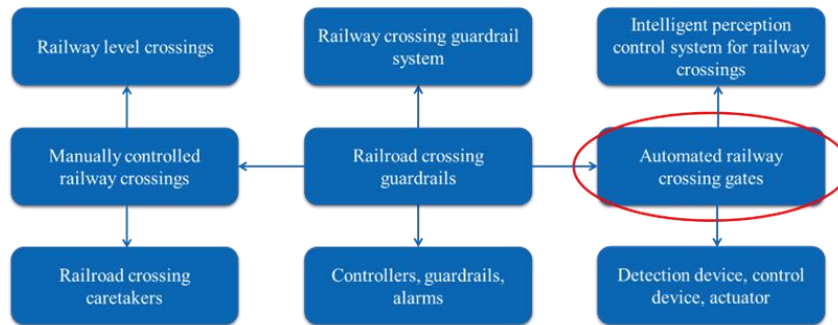 Railway level crossings
Railway crossing guardrail
system
Intelligent perception
control system for railway
crossings
Manually controlled
railway crossings
Railroad crossing
guardrails
Automated railway
crossing gates
Railroad crossing
caretakers
Controllers, guardrails,
alarms
Detection device, control
device, actuator